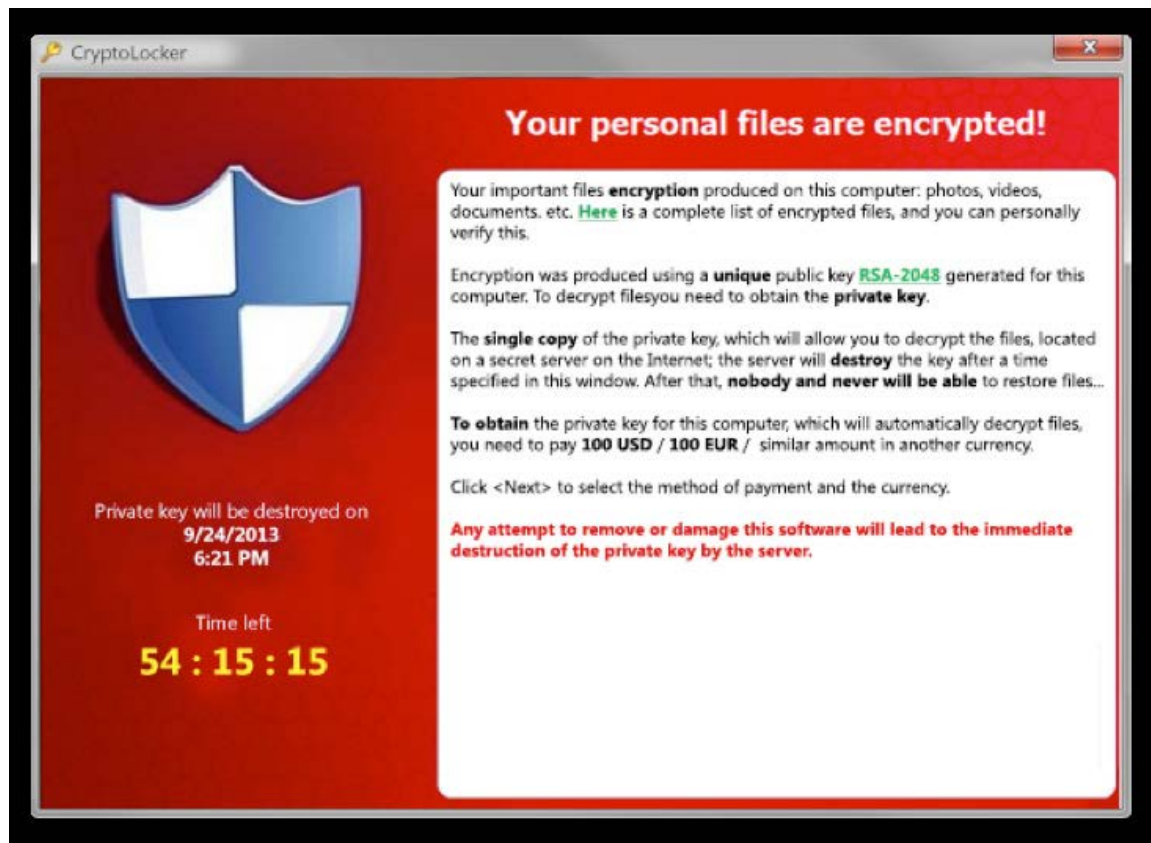 CryptoLocker
Your personal files are encrypted!
Your important files encryption produced on this computer: photos, videos,
documents. etc. Here is a complete list of encrypted files, and you can personally
verify this.
Encryption was produced using a unique public key RSA-2048 generated for this
computer. To decrypt filesyou need to obtain the private key.
The single copy of the private key, which will allow you to decrypt the files, located
on a secret server on the Internet; the server will destroy the key after a time
specified in this window. After that, nobody and never will be able to restore files...
To obtain the private key for this computer, which will automatically decrypt files,
you need to pay 100 USD / 100 EUR / similar amount in another currency.
Click <Next> to select the method of payment and the currency.
Any attempt to remove or damage this software will lead to the immediate
destruction of the private key by the server.
Private key will be destroyed on
9/24/2013
6:21 PM
Time left
54 : 15 : 15